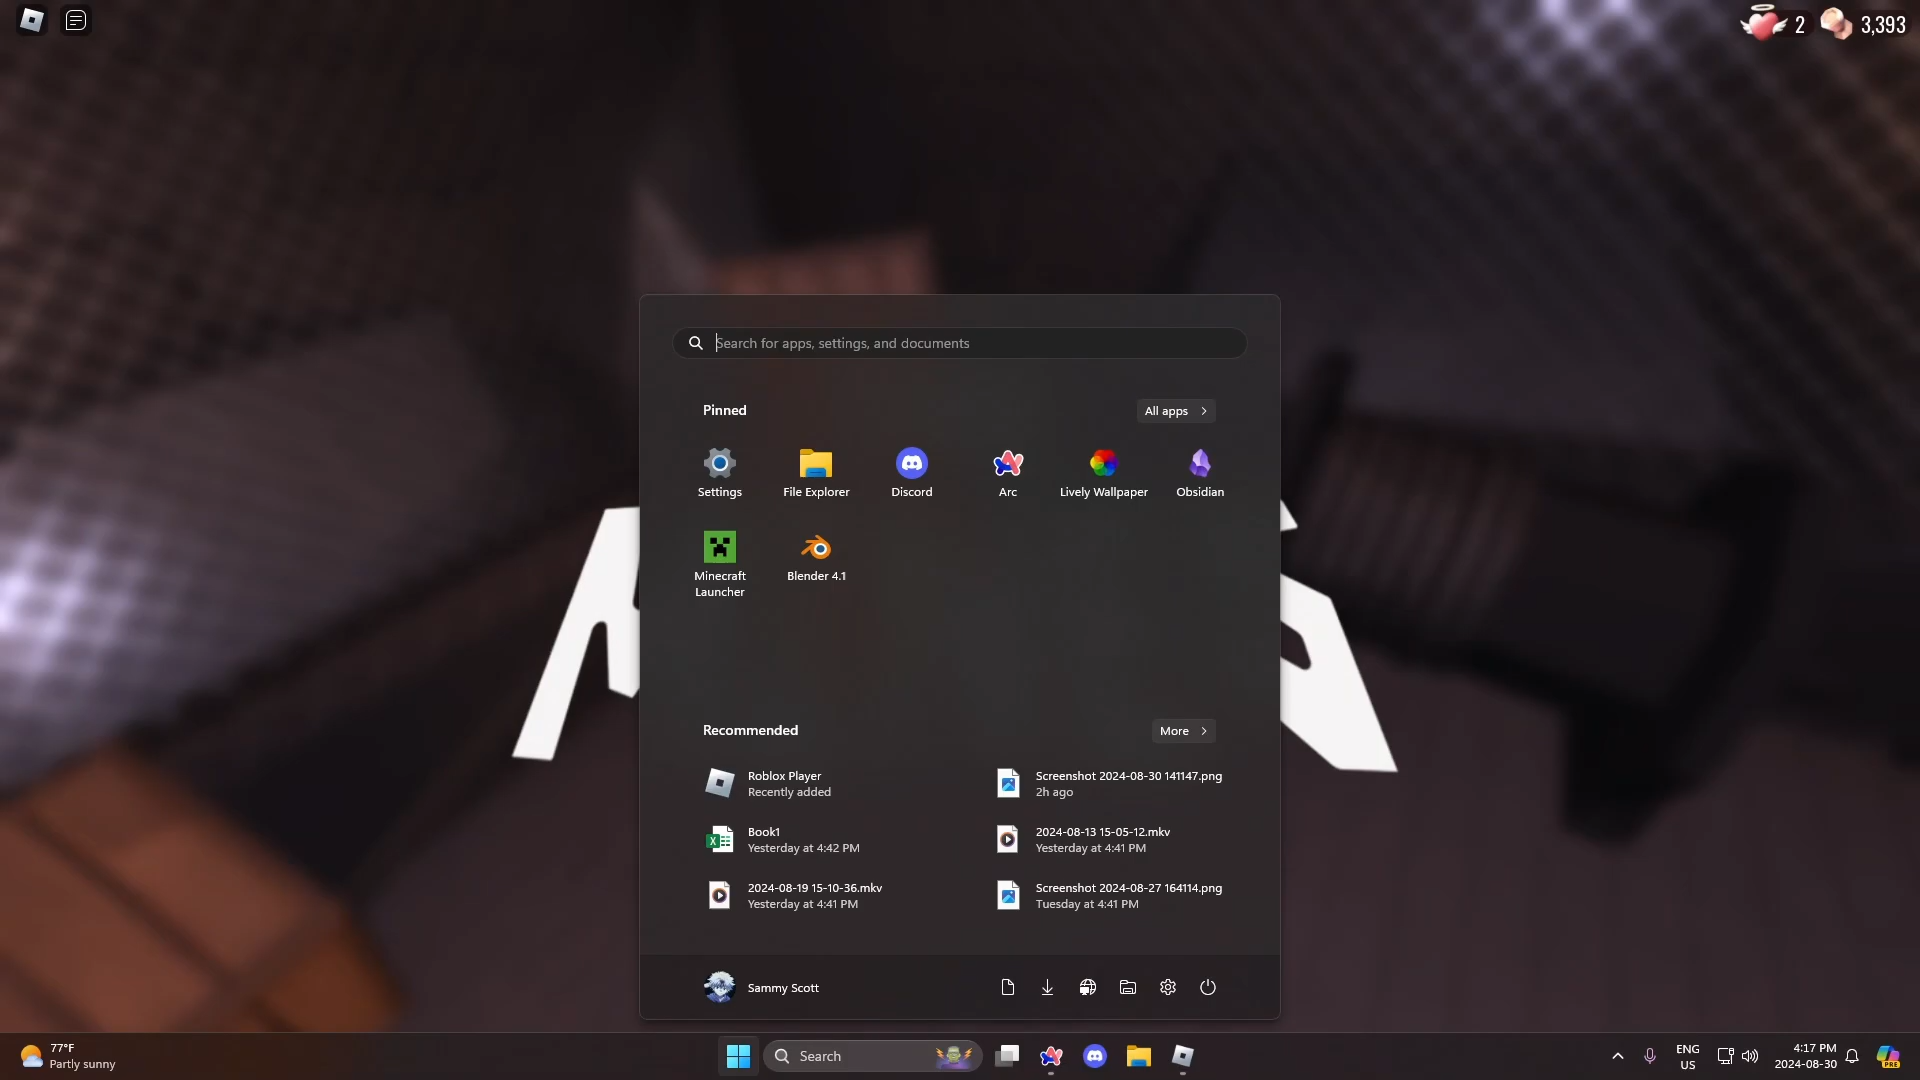 2
3,393
Search for apps, settings, and documents
Pinned
All apps
Settings
File Explorer
Discord
Arc
Lively Wallpaper
Obsidian
Minecraft
Launcher
Blender 4.1
Recommended
More
Roblox Player
Recently added
Screenshot 2024-08-30 141147.png
2h ago
Book1
Yesterday at 4:42 PM
2024-08-13 15-05-12.mkv
Yesterday at 4:41 PM
2024-08-19 15-10-36.mkv
Yesterday at 4:41 PM
Screenshot 2024-08-27 164114.png
Tuesday at 4:41 PM
Sammy Scott
77°F
Partly sunny
Search
ENG
US
4:17 PM
2024-08-30
PRE